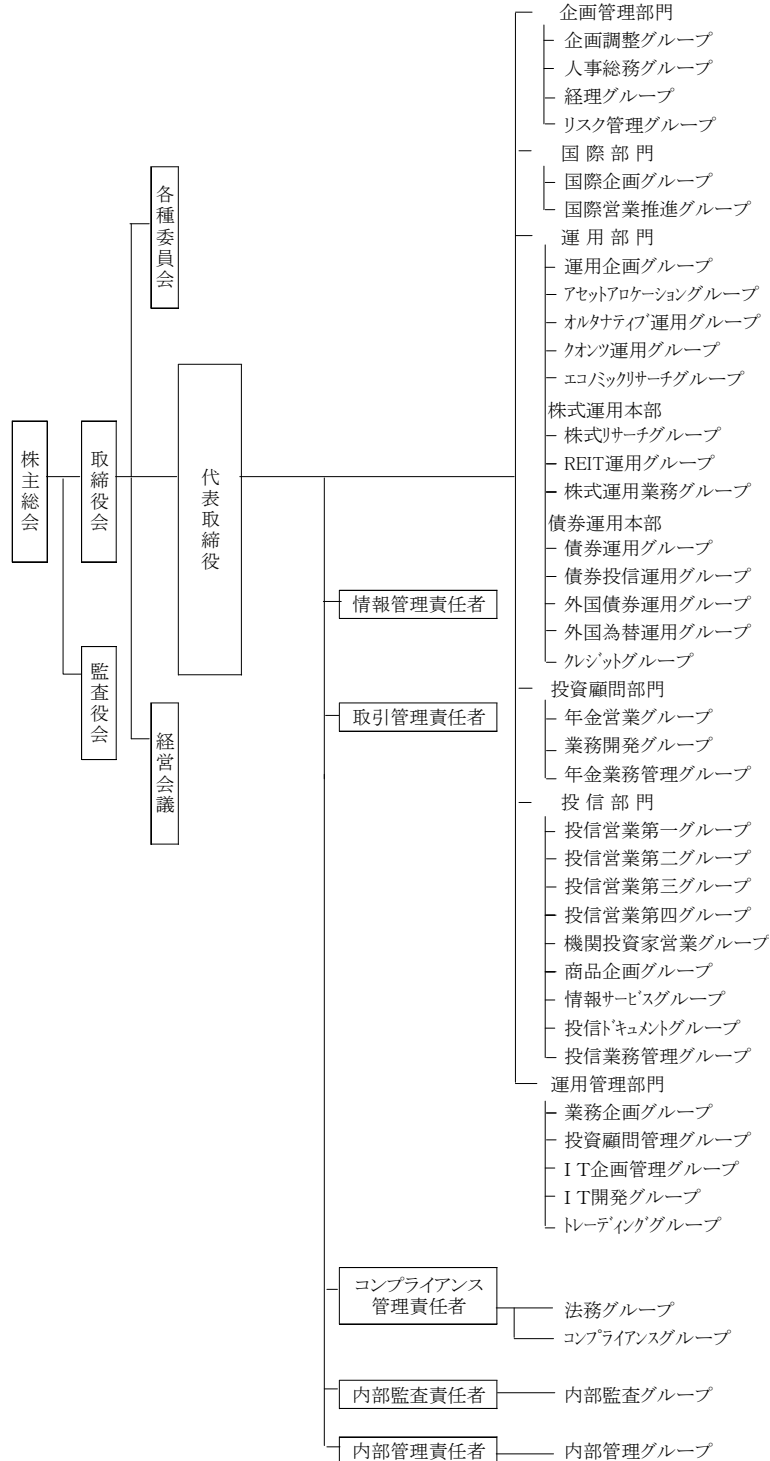 株主総会
取締役会
監査役会
各種委員会
代表取締役
経営会議
情報管理責任者
取引管理責任者
コンプライアンス
管理責任者
内部監査責任者
内部管理責任者
企画管理部門
企画調整グループ
人事総務グループ
経理グループ
リスク管理グループ
国 際 部 門
国際企画グループ
国際営業推進グループ
運 用 部 門
運用企画グループ
アセットアロケーショングループ
オルタナティブ運用グループ
クオンツ運用グループ
エコノミックリサーチグループ
株式運用本部
株式リサーチグループ
REIT運用グループ
株式運用業務グループ
債券運用本部
債券運用グループ
債券投信運用グループ
外国債券運用グループ
外国為替運用グループ
クレジットグループ
投資顧問部門
年金営業グループ
業務開発グループ
年金業務管理グループ
投 信 部 門
投信営業第一グループ
投信営業第二グループ
投信営業第三グループ
投信営業第四グループ
機関投資家営業グループ
商品企画グループ
情報サービスグループ
投信ドキュメントグループ
投信業務管理グループ
運用管理部門
業務企画グループ
投資顧問管理グループ
IT企画管理グループ
IT開発グループ
トレーディンググループ
法務グループ
コンプライアンスグループ
内部監査グループ
内部管理グループ